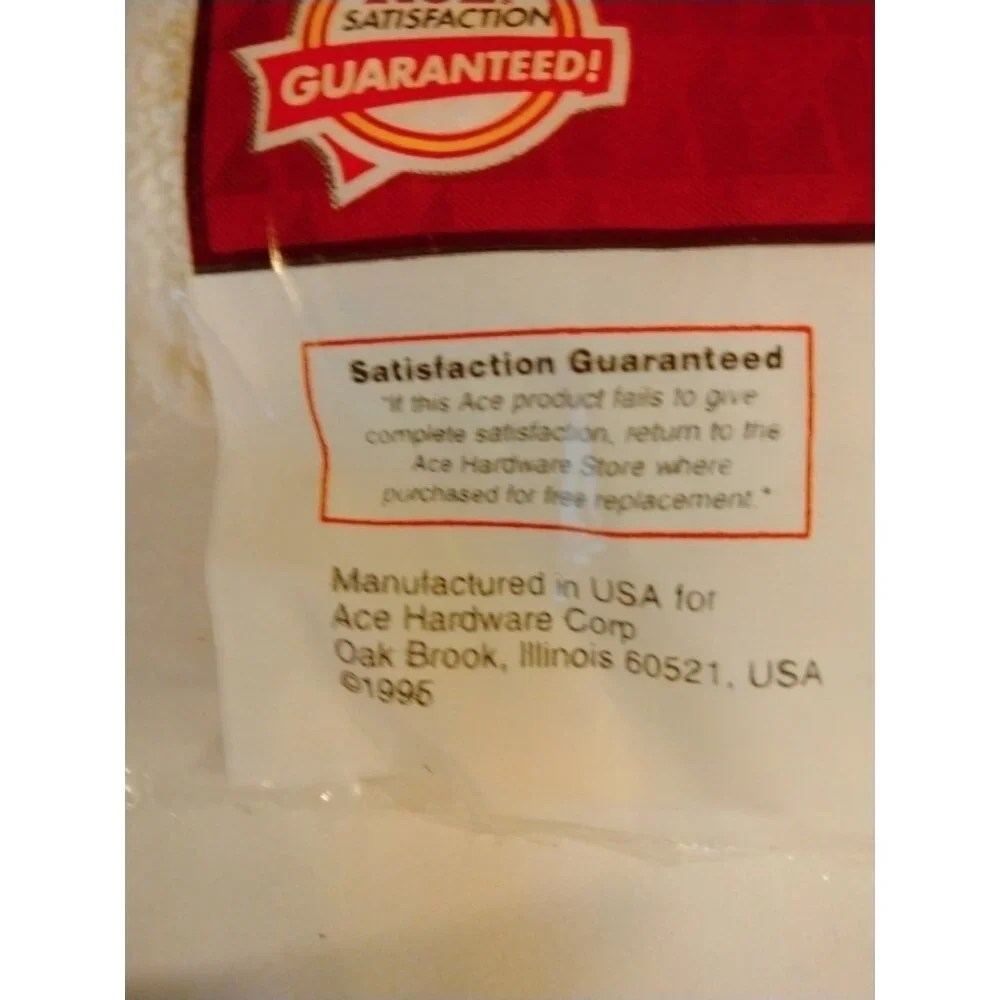 SATISFACTION
GUARANTEED!
Satisfaction Guaranteed
"If this Ace product fails to give
complete satisfaction, return to the
Ace Hardware Store where
purchased for free replacement."
Manufactured in USA for
Ace Hardware Corp
Oak Brook, Illinois 60521, USA
©1995